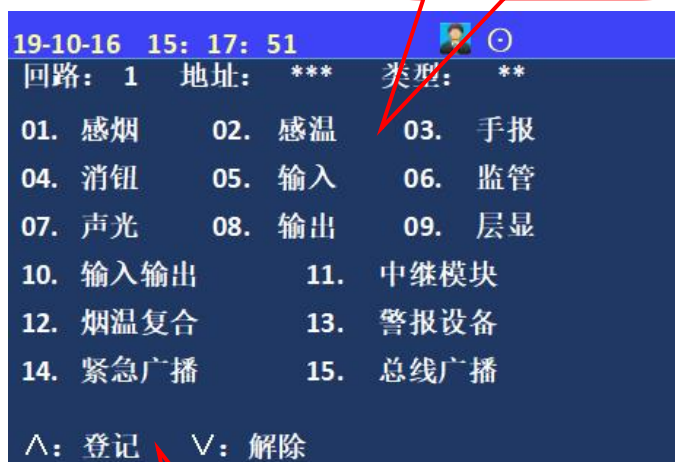 19-10-16 15: 17: 51
回路: 1 地址: *** 类型: **
01. 感烟 02. 感温 03. 手报
04. 消钮 05. 输入 06. 监管
07. 声光 08. 输出 09. 层显
10. 输入输出 11. 中继模块
12. 烟温复合 13. 警报设备
14. 紧急广播 15. 总线广播
∧: 登记 ∨: 解除